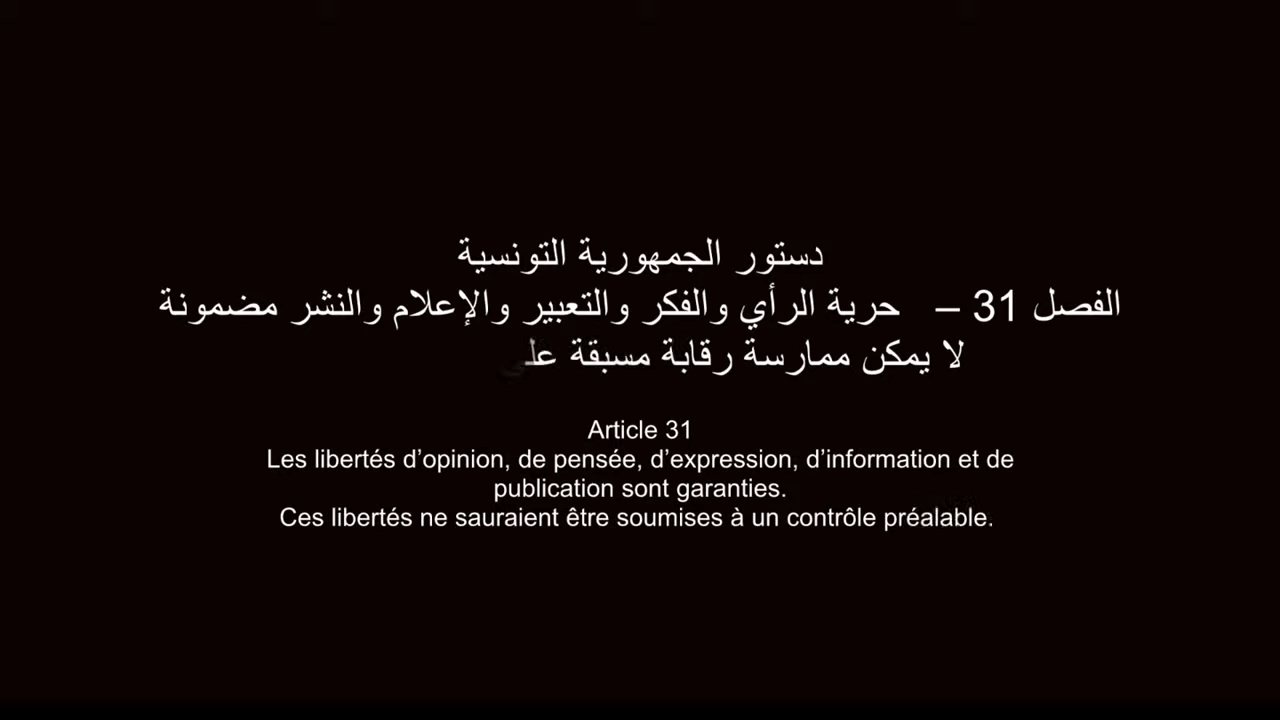 دستور الجمهورية التونسية
الفصل 31 – حرية الرأي والفكر والتعبير والإعلام والنشر مضمونة
لا يمكن ممارسة رقابة مسبقة على
Article 31
Les libertés d’opinion, de pensée, d’expression, d’information et de
publication sont garanties.
Ces libertés ne sauraient être soumises à un contrôle préalable.